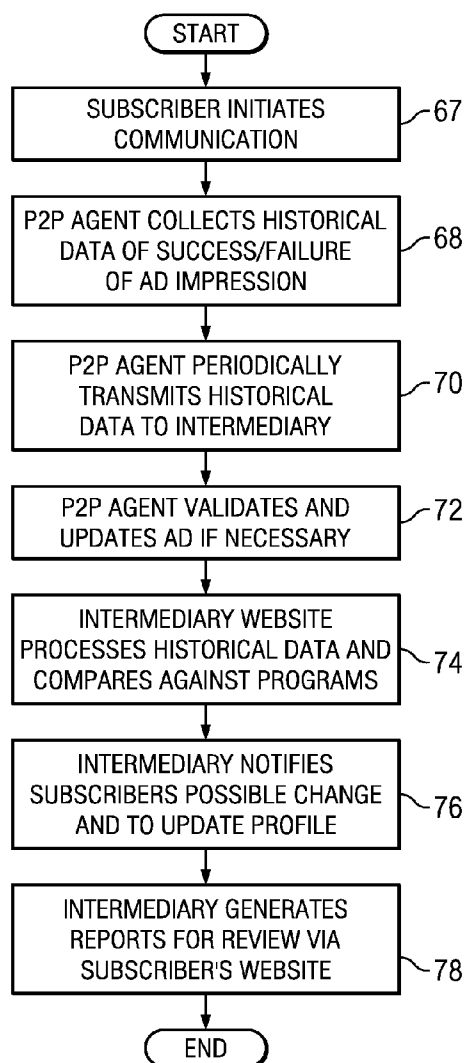 START
SUBSCRIBER INITIATES
COMMUNICATION
67
P2P AGENT COLLECTS HISTORICAL
DATA OF SUCCESS/FAILURE
OF AD IMPRESSION
68
P2P AGENT PERIODICALLY
TRANSMITS HISTORICAL
DATA TO INTERMEDIARY
70
P2P AGENT VALIDATES AND
UPDATES AD IF NECESSARY
72
INTERMEDIARY WEBSITE
PROCESSES HISTORICAL DATA AND
COMPARES AGAINST PROGRAMS
74
INTERMEDIARY NOTIFIES
SUBSCRIBERS POSSIBLE CHANGE
AND TO UPDATE PROFILE
76
INTERMEDIARY GENERATES
REPORTS FOR REVIEW VIA
SUBSCRIBER'S WEBSITE
78
END